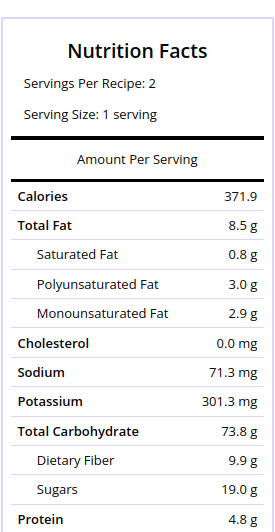 Nutrition Facts
Servings Per Recipe: 2
Serving Size: 1 serving
Amount Per Serving
Calories 371.9
Total Fat 8.5 g
Saturated Fat 0.8 g
Polyunsaturated Fat 3.0 g
Monounsaturated Fat 2.9 g
Cholesterol 0.0 mg
Sodium 71.3 mg
Potassium 301.3 mg
Total Carbohydrate 73.8 g
Dietary Fiber 9.9 g
Sugars 19.0 g
Protein 4.8 g